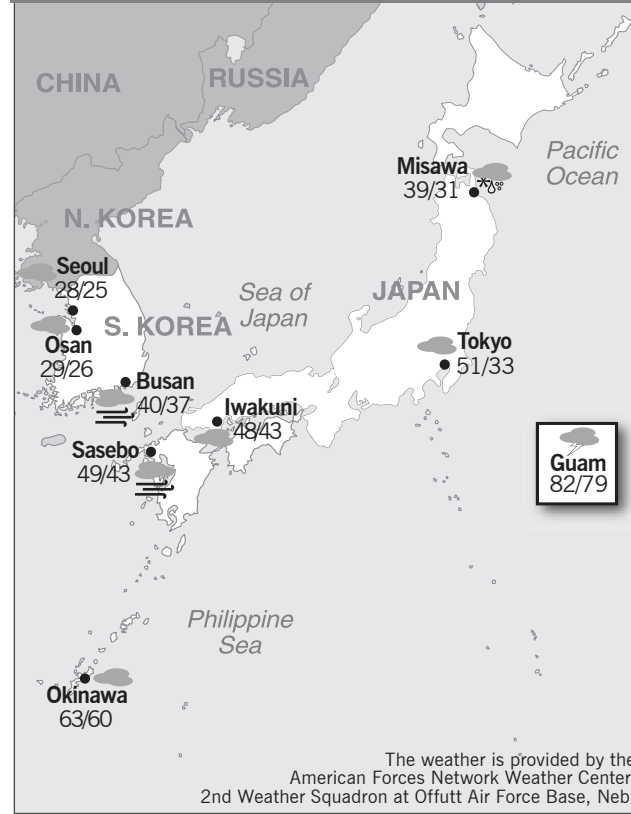 CHINA
RUSSIA
Pacific
Ocean
Misawa
39/31
N. KOREA
Seoul
28/25
Sea of
Japan
JAPAN
S. KOREA
Osan
29/26
Tokyo
51/33
Busan
40/37
Iwakuni
48/43
Sasebo
49/43
Guam
82/79
Philippine
Sea
Okinawa
63/60
The weather is provided by the
American Forces Network Weather Center,
2nd Weather Squadron at Offutt Air Force Base, Neb